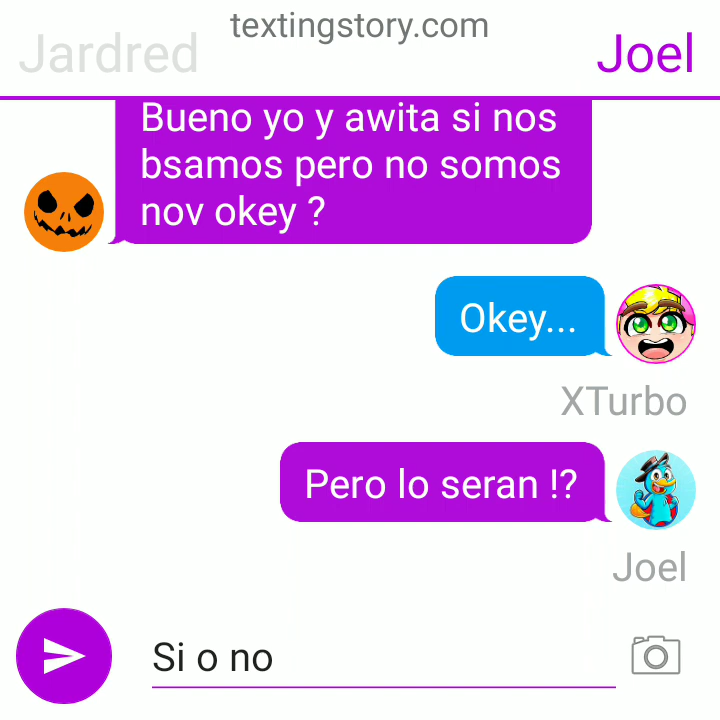 textingstory.com
Jardred
Joel
Bueno yo y awita si nos
bsamos pero no somos
nov okey ?
Okey...
XTurbo
Pero lo seran !?
Joel
Si o no